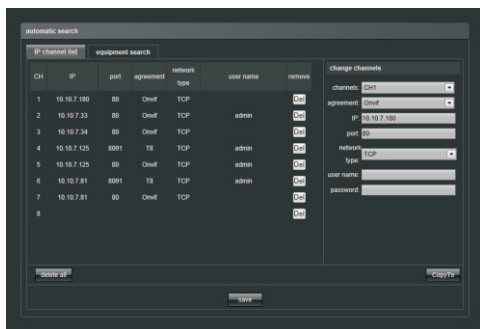 automatic search
IP channel list equipment search
CH IP port agreement network type user name remove
1 10.10.7.180 80 Onvif TCP Del
2 10.10.7.33 80 Onvif TCP admin Del
3 10.10.7.34 80 Onvif TCP Del
4 10.10.7.125 8091 T8 TCP admin Del
5 10.10.7.125 80 Onvif TCP Del
6 10.10.7.81 8091 T8 TCP admin Del
7 10.10.7.81 80 Onvif TCP Del
8 Del
change channels
channels: CH1
agreement: Onvif
IP: 10.10.7.180
port: 80
network type: TCP
user name:
password:
delete all CopyTo
save